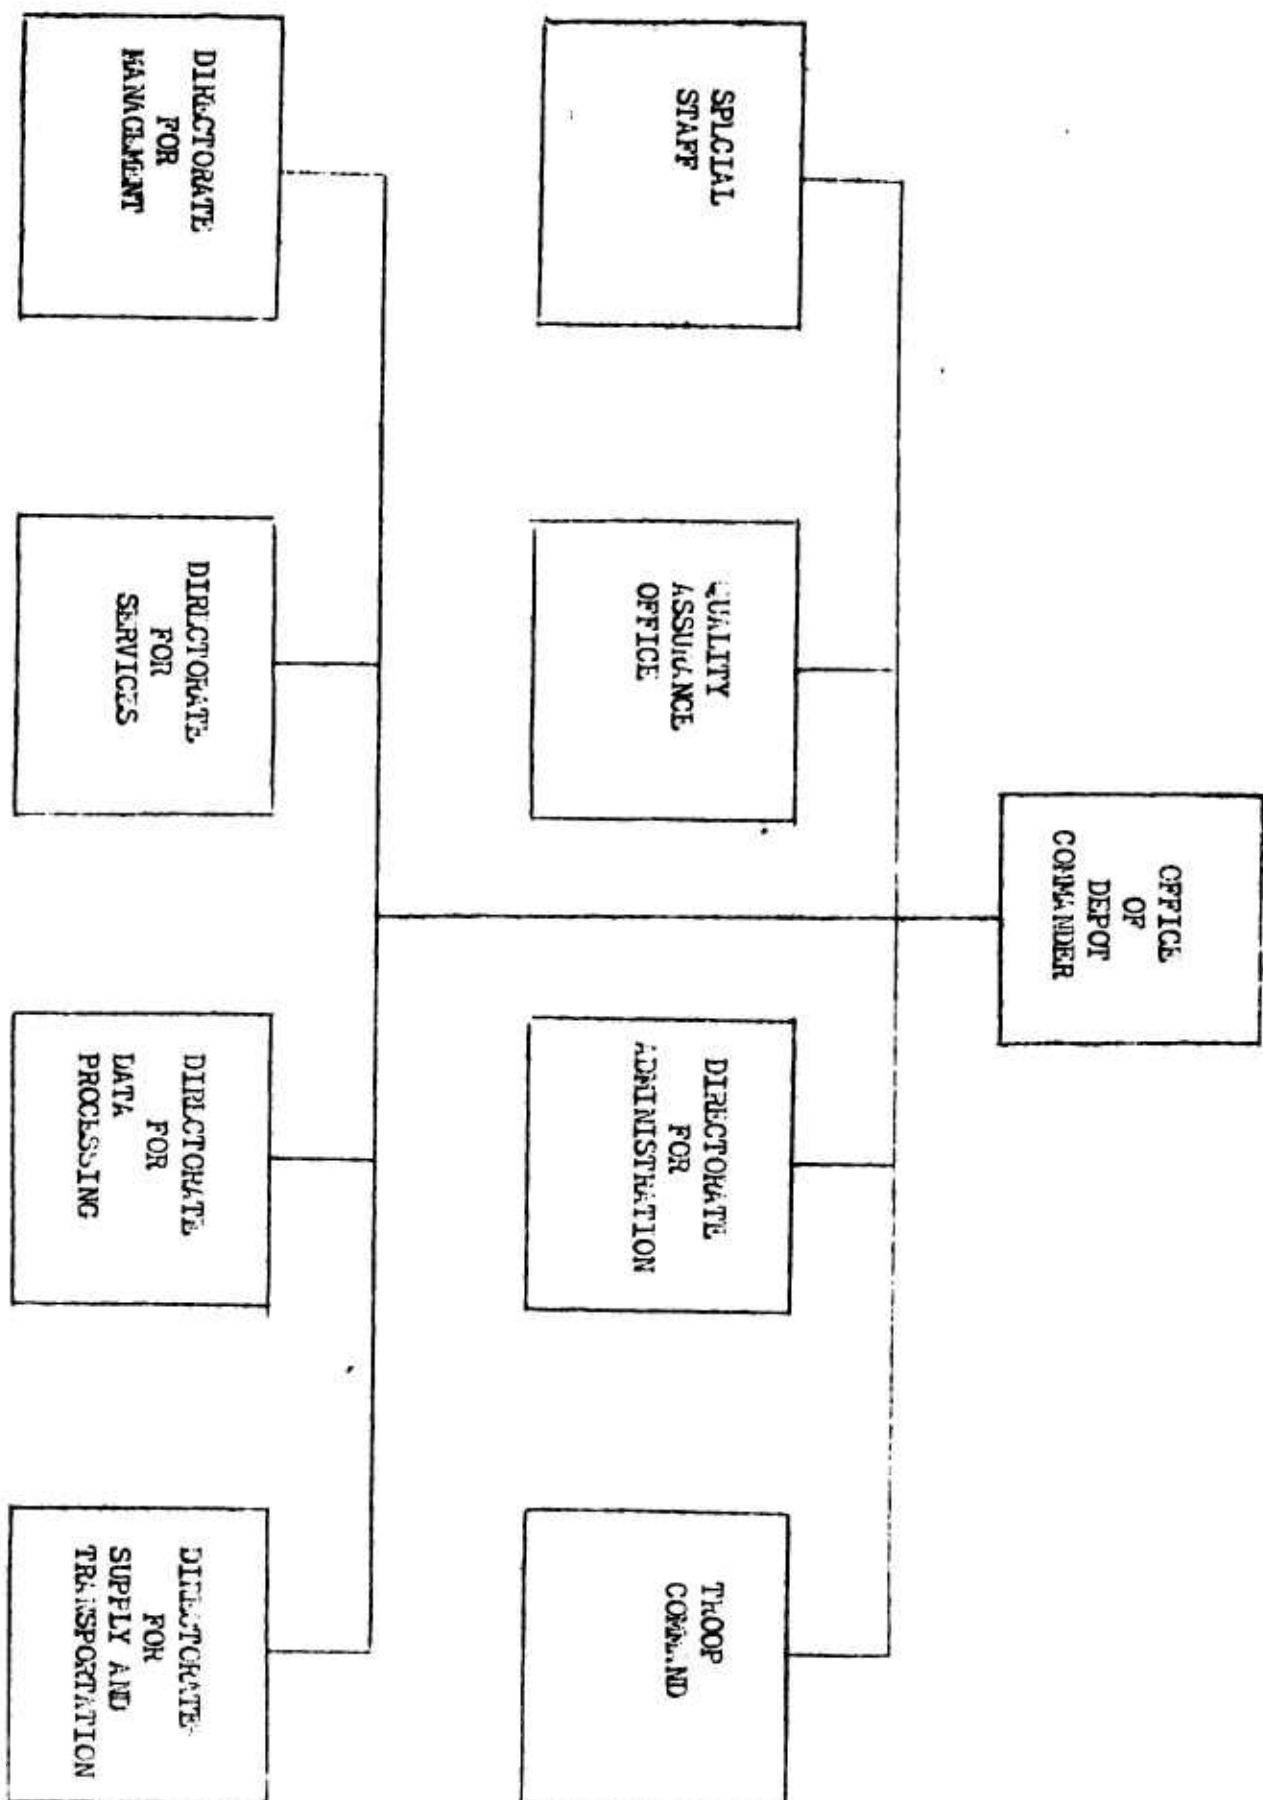 OFFICE
OF
DEPOT
COMMANDER
SPECIAL
STAFF
QUALITY
ASSURANCE
OFFICE
DIRECTORATE
FOR
ADMINISTRATION
TROOP
COMMAND
DIRECTORATE
FOR
MANAGEMENT
DIRECTORATE
FOR
SERVICES
DIRECTORATE
FOR
DATA
PROCESSING
DIRECTORATE
FOR
SUPPLY AND
TRANSPORTATION